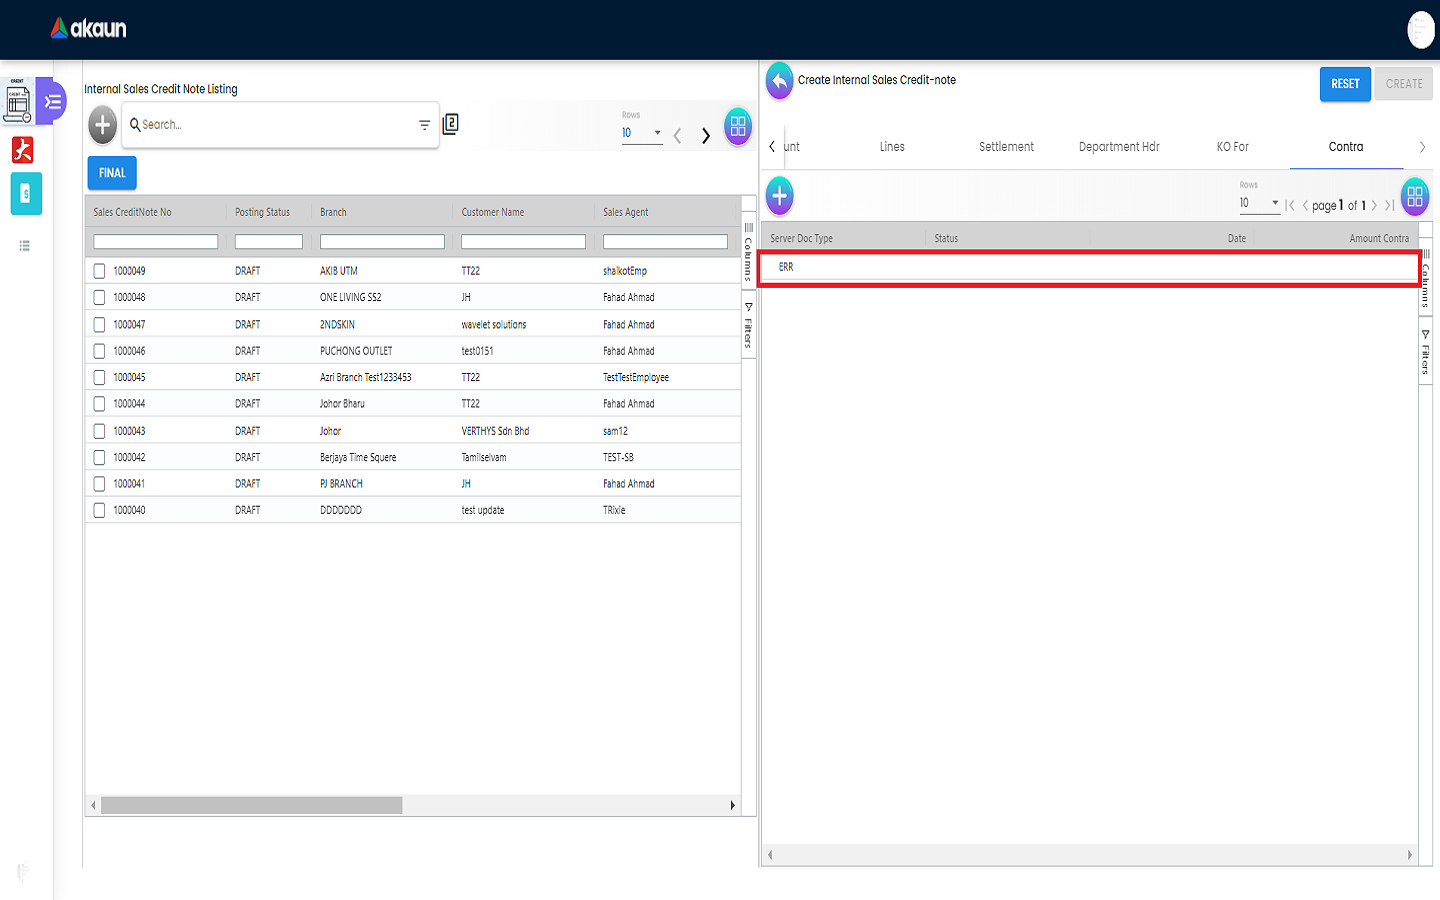 akaun
Internal Sales Credit Note Listing
Search...
2
Rows
10
FINAL
Sales CreditNote No Posting Status Branch Customer Name Sales Agent
1000049 DRAFT AKIB UTM TT22 shalkotEmp
1000048 DRAFT ONE LIVING SS2 JH Fahad Ahmad
1000047 DRAFT 2NDSKIN wavelet solutions Fahad Ahmad
1000046 DRAFT PUCHONG OUTLET test0151 Fahad Ahmad
1000045 DRAFT Azri Branch Test1233453 TT22 TestTestEmployee
1000044 DRAFT Johor Bharu TT22 Fahad Ahmad
1000043 DRAFT Johor VERTHYS Sdn Bhd sam12
1000042 DRAFT Berjaya Time Squere Tamilselvam TEST-SB
1000041 DRAFT PJ BRANCH JH Fahad Ahmad
1000040 DRAFT DDDDDDD test update TRixie
Columns
Filters
Create Internal Sales Credit-note
RESET CREATE
unt Lines Settlement Department Hdr KO For Contra
Rows
10 page 1 of 1
Server Doc Type Status Date Amount Contra
ERR
Columns
Filters